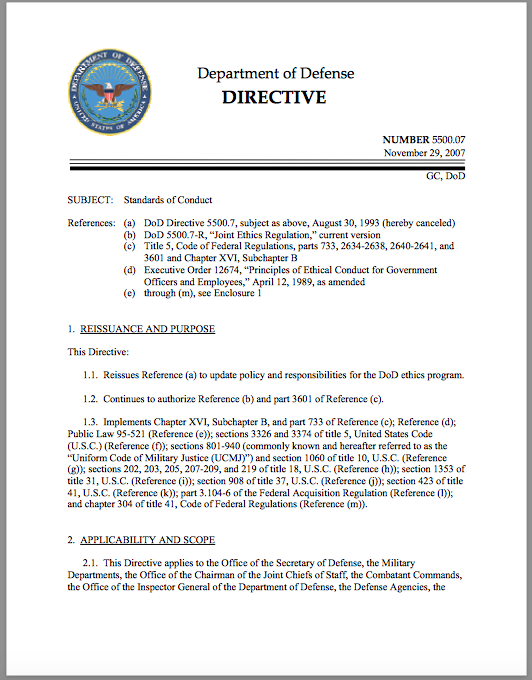 DEPARTMENT OF DEFENSE
UNITED STATES OF AMERICA
Department of Defense
DIRECTIVE
NUMBER 5500.07
November 29, 2007
GC, DoD
SUBJECT: Standards of Conduct
References: (a) DoD Directive 5500.7, subject as above, August 30, 1993 (hereby canceled)
(b) DoD 5500.7-R, “Joint Ethics Regulation,” current version
(c) Title 5, Code of Federal Regulations, parts 733, 2634-2638, 2640-2641, and
3601 and Chapter XVI, Subchapter B
(d) Executive Order 12674, “Principles of Ethical Conduct for Government
Officers and Employees,” April 12, 1989, as amended
(e) through (m), see Enclosure 1
1. REISSUANCE AND PURPOSE
This Directive:
1.1. Reissues Reference (a) to update policy and responsibilities for the DoD ethics program.
1.2. Continues to authorize Reference (b) and part 3601 of Reference (c).
1.3. Implements Chapter XVI, Subchapter B, and part 733 of Reference (c); Reference (d);
Public Law 95-521 (Reference (e)); sections 3326 and 3374 of title 5, United States Code
(U.S.C.) (Reference (f)); sections 801-940 (commonly known and hereafter referred to as the
“Uniform Code of Military Justice (UCMJ)”) and section 1060 of title 10, U.S.C. (Reference
(g)); sections 202, 203, 205, 207-209, and 219 of title 18, U.S.C. (Reference (h)); section 1353 of
title 31, U.S.C. (Reference (i)); section 908 of title 37, U.S.C. (Reference (j)); section 423 of title
41, U.S.C. (Reference (k)); part 3.104-6 of the Federal Acquisition Regulation (Reference (l));
and chapter 304 of title 41, Code of Federal Regulations (Reference (m)).
2. APPLICABILITY AND SCOPE
2.1. This Directive applies to the Office of the Secretary of Defense, the Military
Departments, the Office of the Chairman of the Joint Chiefs of Staff, the Combatant Commands,
the Office of the Inspector General of the Department of Defense, the Defense Agencies, the